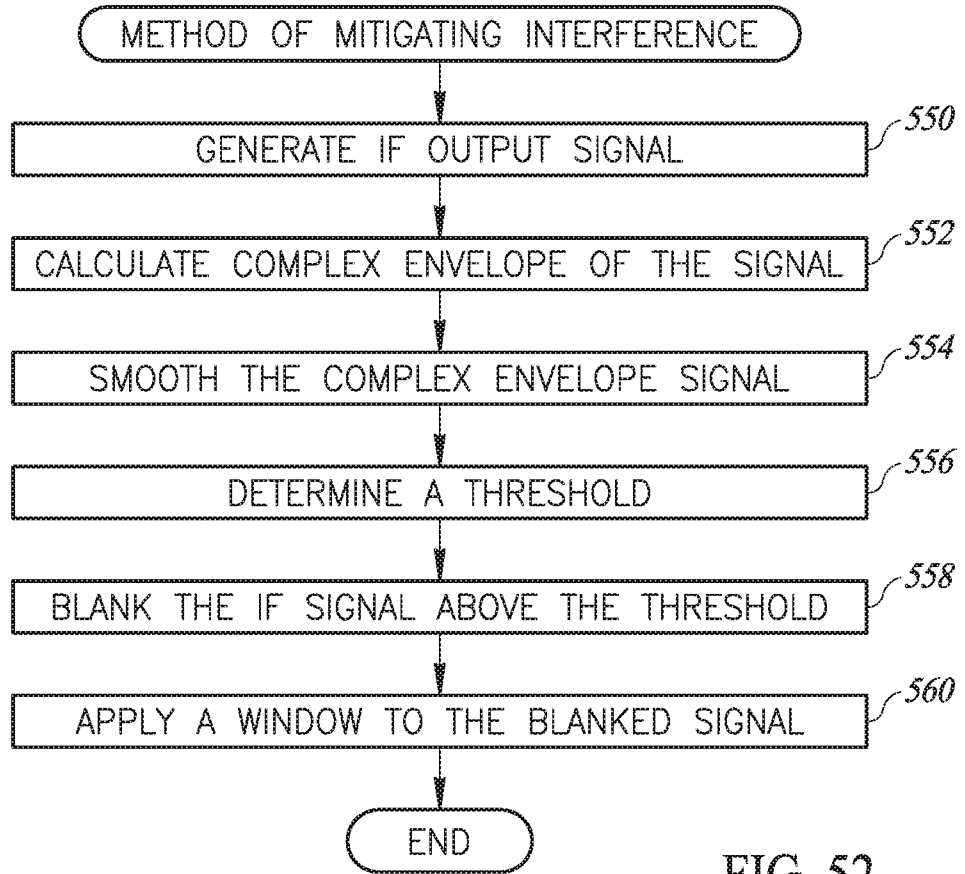 METHOD OF MITIGATING INTERFERENCE
550
GENERATE IF OUTPUT SIGNAL
552
CALCULATE COMPLEX ENVELOPE OF THE SIGNAL
554
SMOOTH THE COMPLEX ENVELOPE SIGNAL
556
DETERMINE A THRESHOLD
558
BLANK THE IF SIGNAL ABOVE THE THRESHOLD
560
APPLY A WINDOW TO THE BLANKED SIGNAL
END
FIG. 52